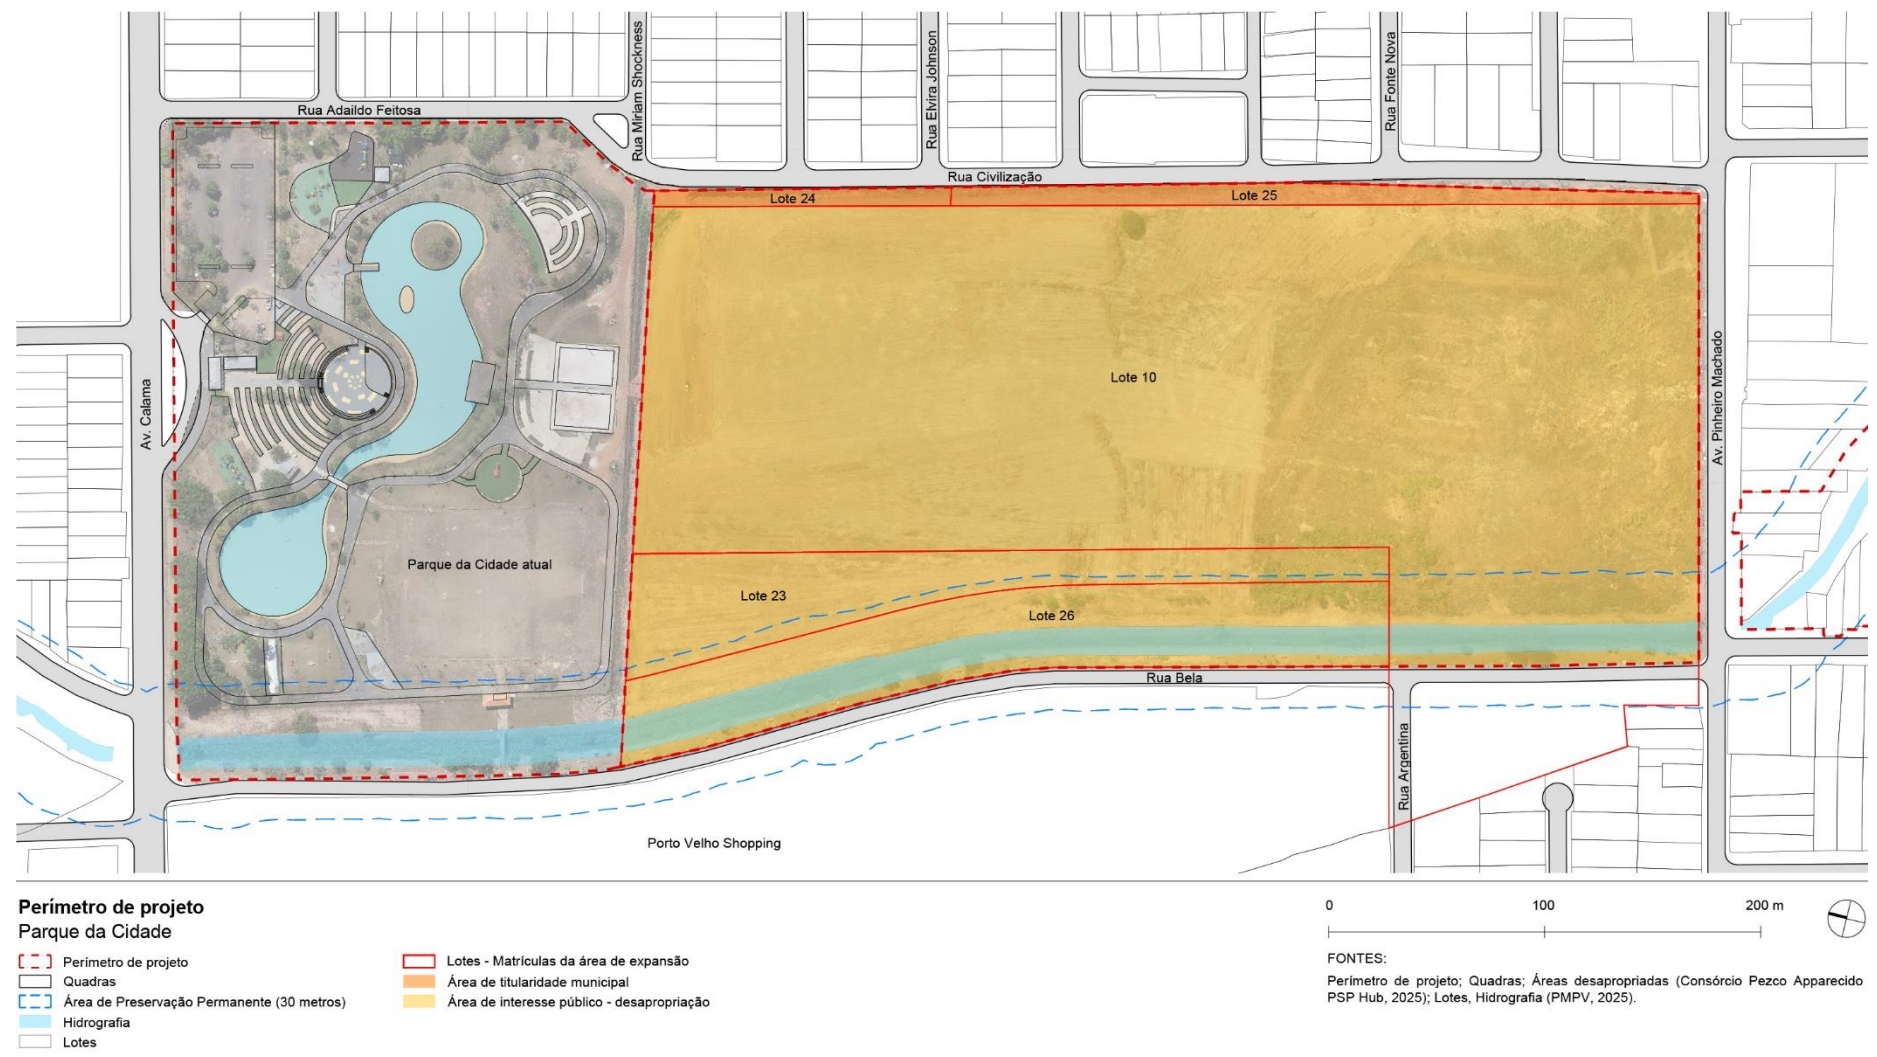 Rua Adaildo Feitosa
Rua Miriam Shockness
Rua Elvira Johnson
Rua Fonte Nova
Rua Civilização
Lote 24
Lote 25
Lote 10
Av. Calama
Av. Pinheiro Machado
Parque da Cidade atual
Lote 23
Lote 26
Rua Bela
Rua Argentina
Porto Velho Shopping
Perímetro de projeto
Parque da Cidade
Perímetro de projeto
Quadras
Área de Preservação Permanente (30 metros)
Hidrografia
Lotes
Lotes - Matrículas da área de expansão
Área de titularidade municipal
Área de interesse público - desapropriação
0 100 200 m
FONTES:
Perímetro de projeto; Quadras; Áreas desapropriadas (Consórcio Pezco Apparecido
PSP Hub, 2025); Lotes, Hidrografia (PMPV, 2025).